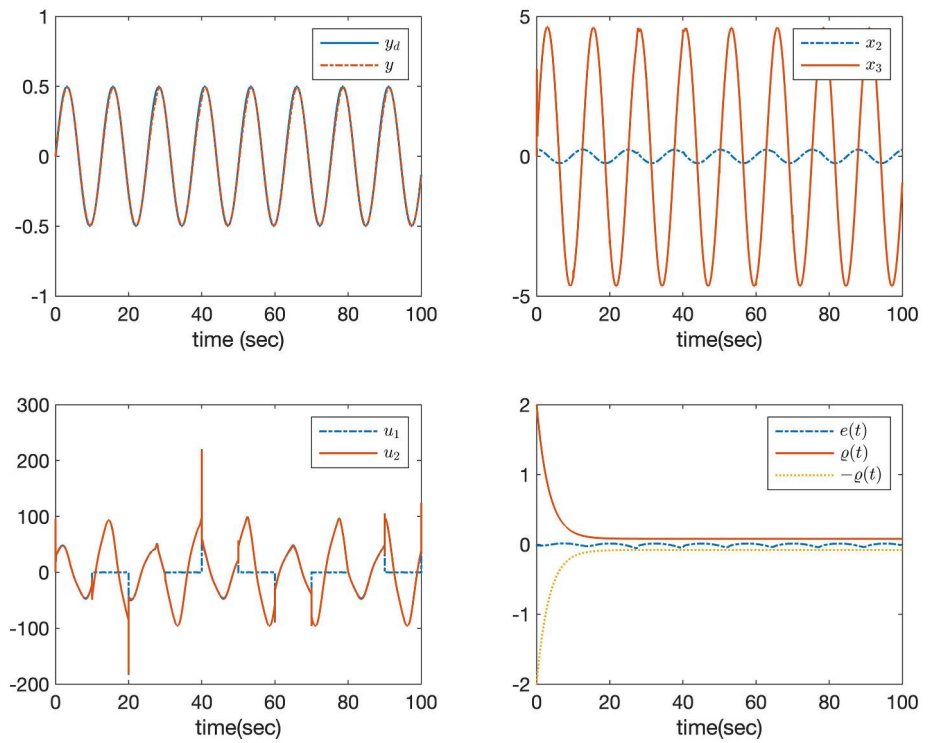 1
0.5
0
-0.5
-1
y_d
y
0 20 40 60 80 100
time (sec)
5
0
-5
x_2
x_3
0 20 40 60 80 100
time(sec)
300
200
100
0
-100
-200
u_1
u_2
0 20 40 60 80 100
time(sec)
2
1
0
-1
-2
e(t)
ϱ(t)
−ϱ(t)
0 20 40 60 80 100
time(sec)